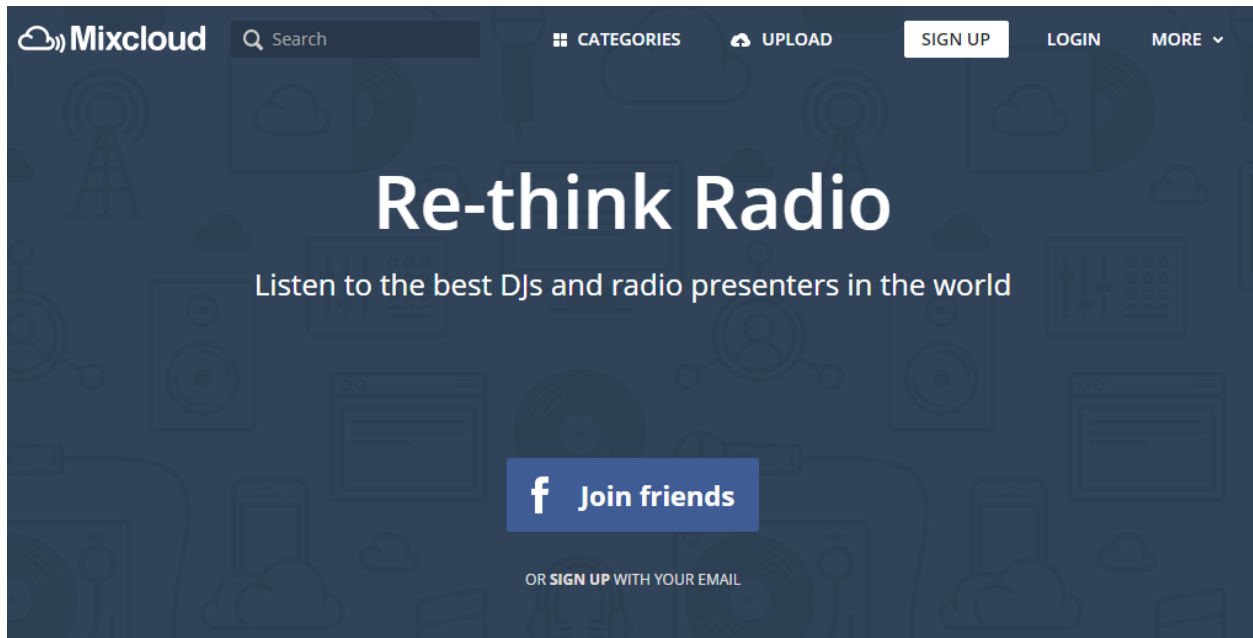 Mixcloud Search CATEGORIES UPLOAD SIGN UP LOGIN MORE
Re-think Radio
Listen to the best DJs and radio presenters in the world
f Join friends
OR SIGN UP WITH YOUR EMAIL